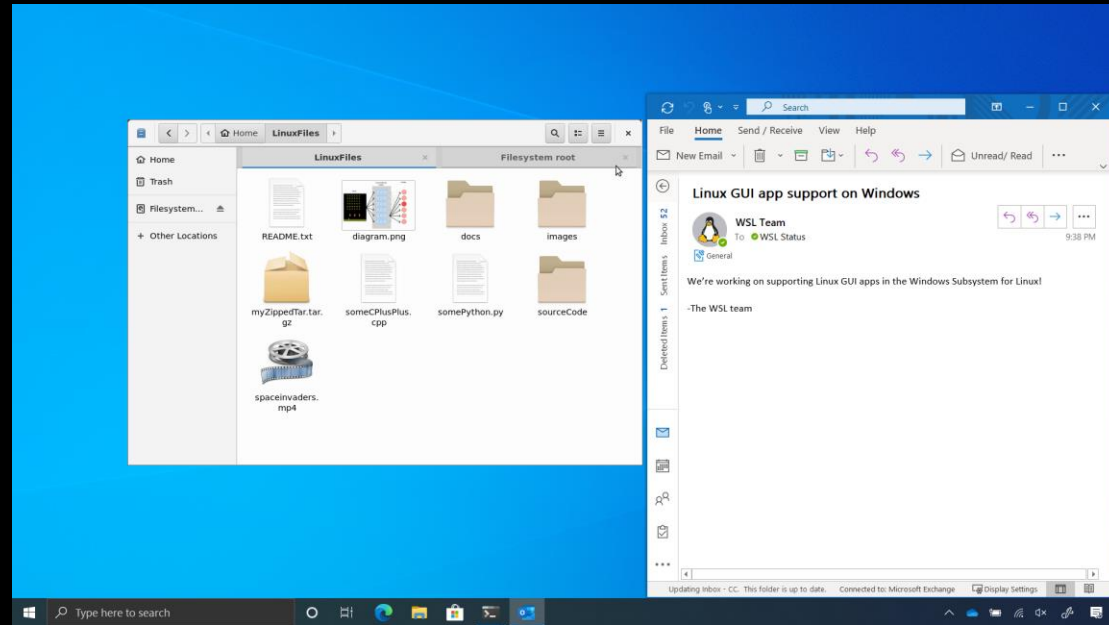 Home LinuxFiles
Home
Trash
Filesystem...
+ Other Locations
LinuxFiles
Filesystem root
README.txt
diagram.png
docs
images
myZippedTar.tar.
gz
someCPlusPlus.
cpp
somePython.py
sourceCode
spaceinvaders.
mp4
Search
File Home Send / Receive View Help
New Email
Unread/ Read
Inbox 52
Sent Items
Deleted Items 1
Linux GUI app support on Windows
WSL Team
To WSL Status
9:38 PM
General
We're working on supporting Linux GUI apps in the Windows Subsystem for Linux!
-The WSL team
Updating Inbox - CC. This folder is up to date. Connected to: Microsoft Exchange Display Settings
Type here to search